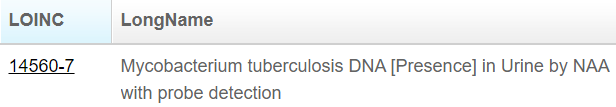 LOINC LongName
14560-7 Mycobacterium tuberculosis DNA [Presence] in Urine by NAA
with probe detection